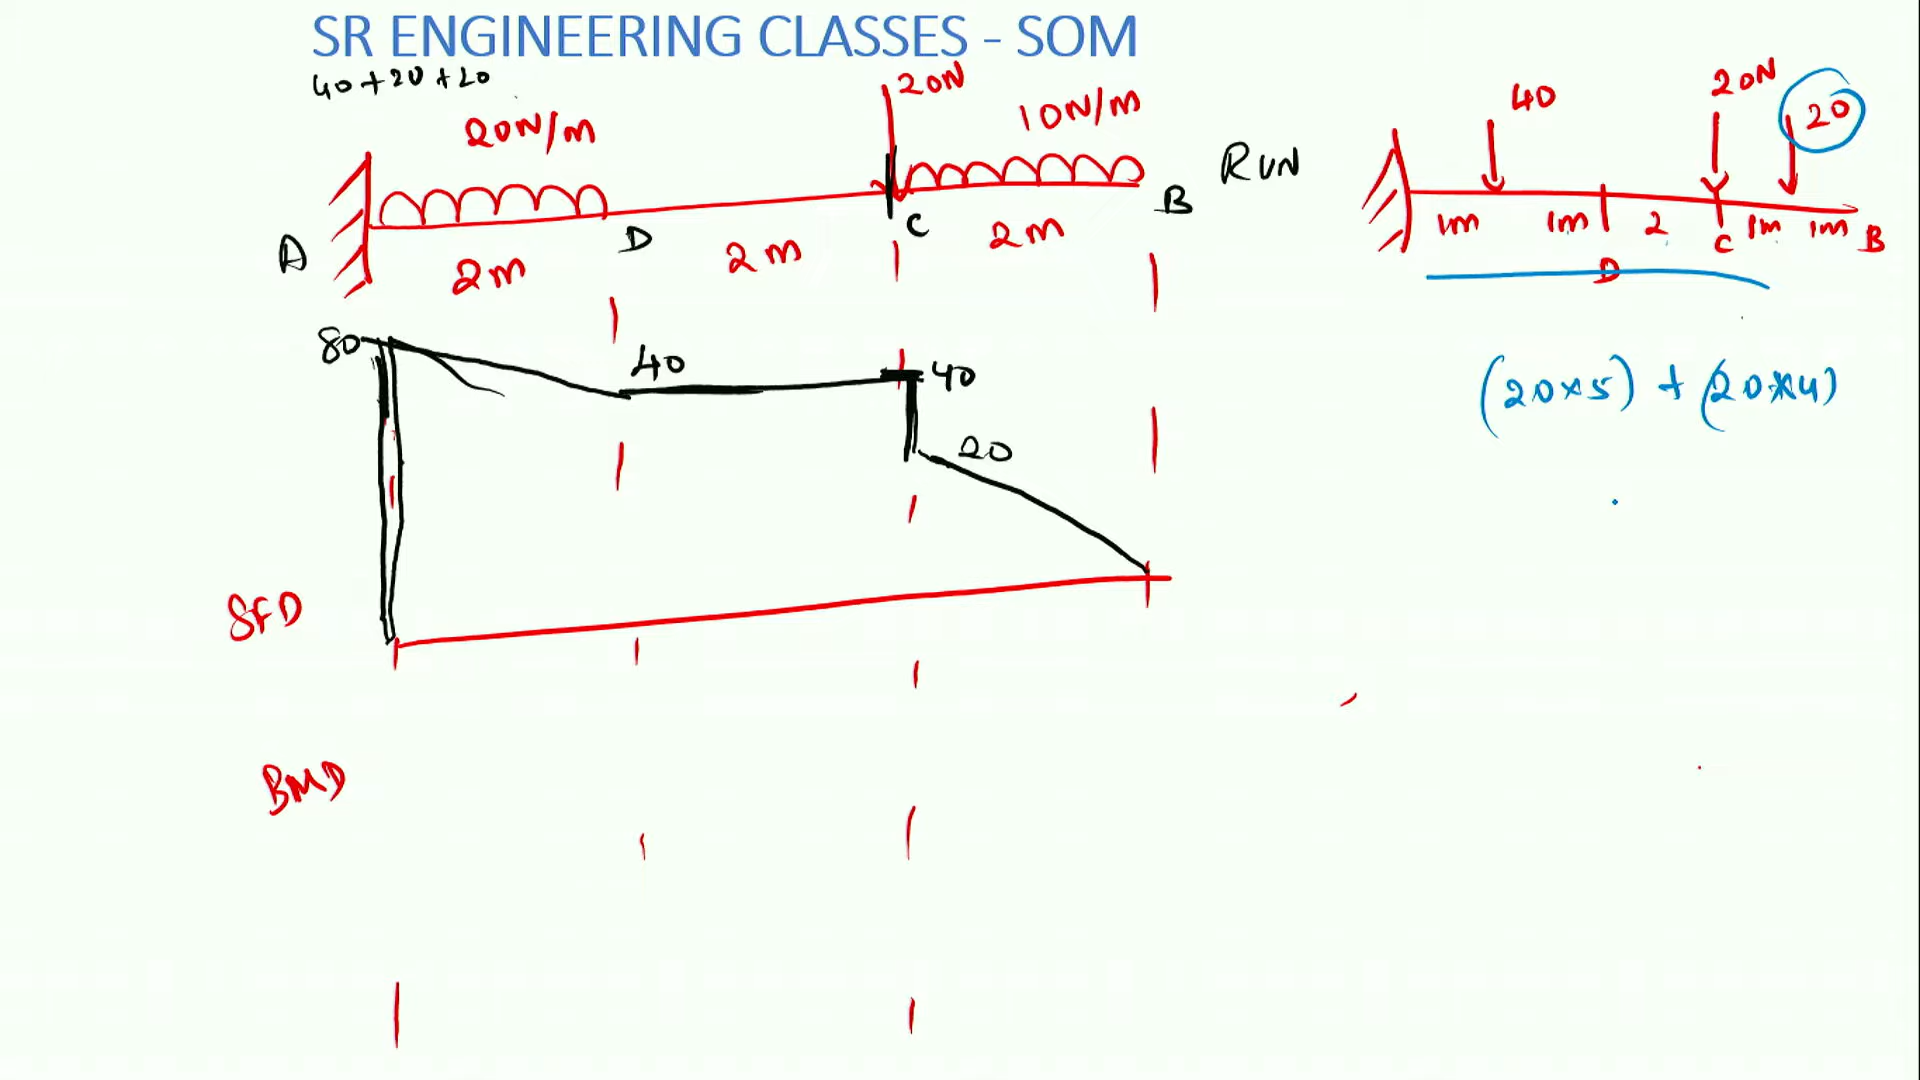 SR ENGINEERING CLASSES - SOM
40+20+20
20N/m
20N
10N/m
RUN
40
20N
20
A
D
C
B
2m
2m
2m
1m
1m
2
C
1m
1m
B
D
80
40
40
20
(20×5) + (20×4)
SFD
BMD